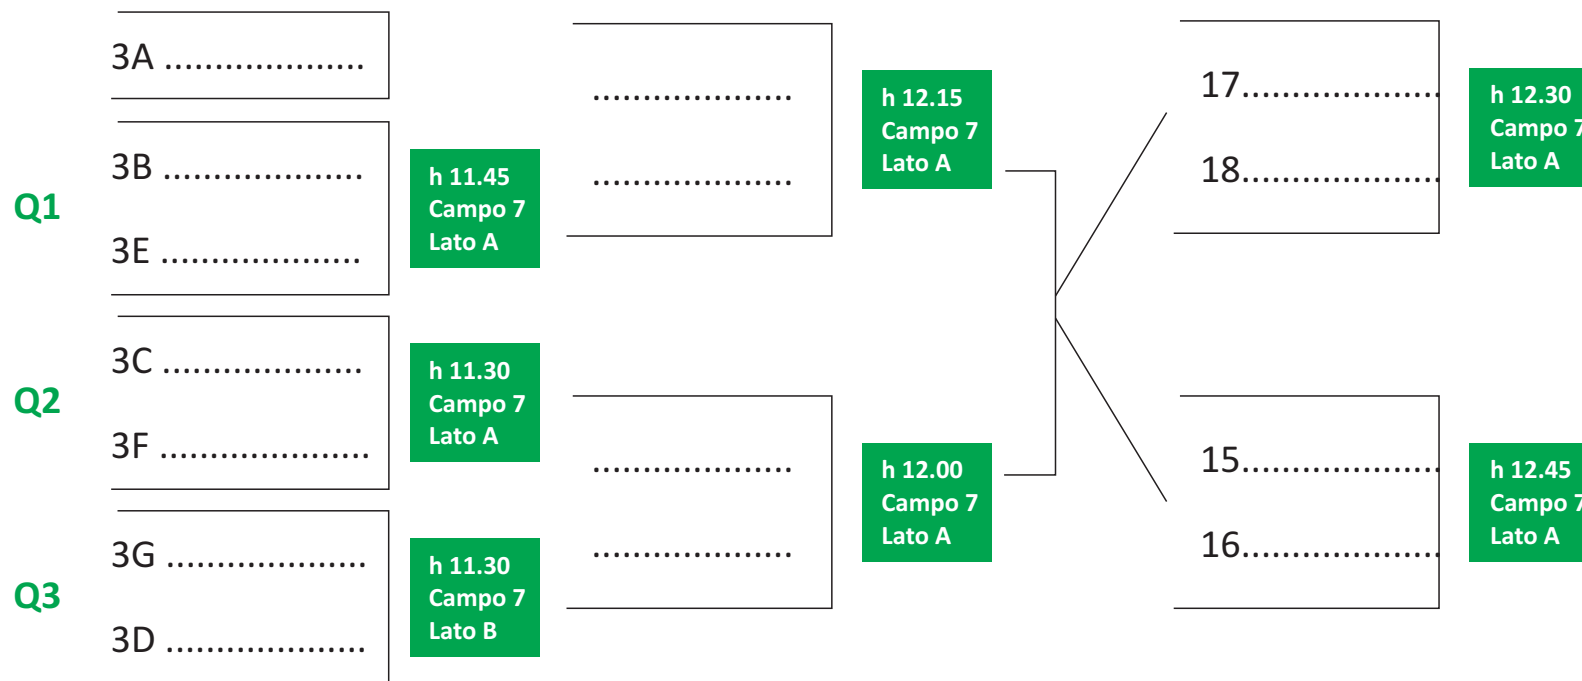 3A ....................
Q1
3B ....................
3E ....................
h 11.45
Campo 7
Lato A
Q2
3C ....................
3F .....................
h 11.30
Campo 7
Lato A
Q3
3G ....................
3D ....................
h 11.30
Campo 7
Lato B
....................
....................
h 12.15
Campo 7
Lato A
....................
....................
h 12.00
Campo 7
Lato A
17....................
18....................
h 12.30
Campo 7
Lato A
15....................
16....................
h 12.45
Campo 7
Lato A